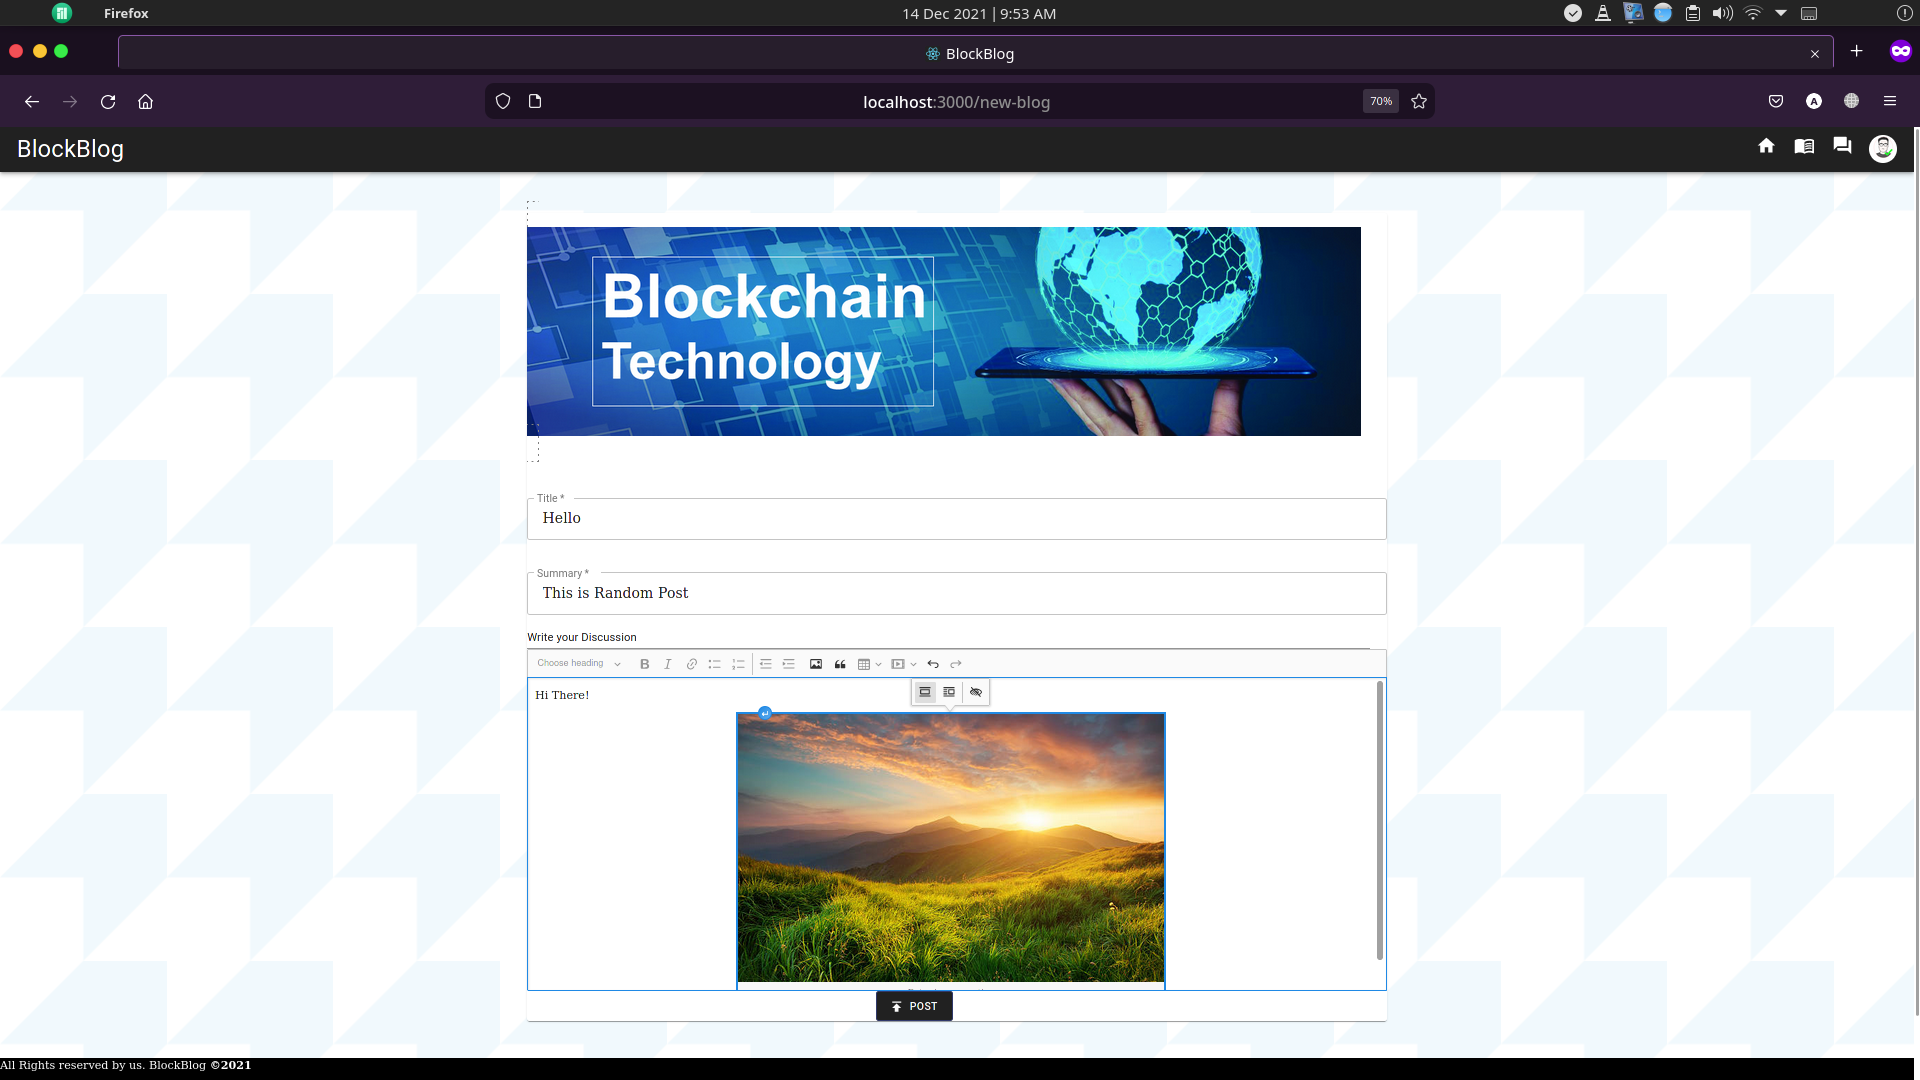 Firefox
14 Dec 2021 | 9:53 AM
BlockBlog
localhost:3000/new-blog
70%
A
BlockBlog
Blockchain
Technology
Title *
Hello
Summary *
This is Random Post
Write your Discussion
Choose heading
B I
Hi There!
POST
All Rights reserved by us. BlockBlog ©2021